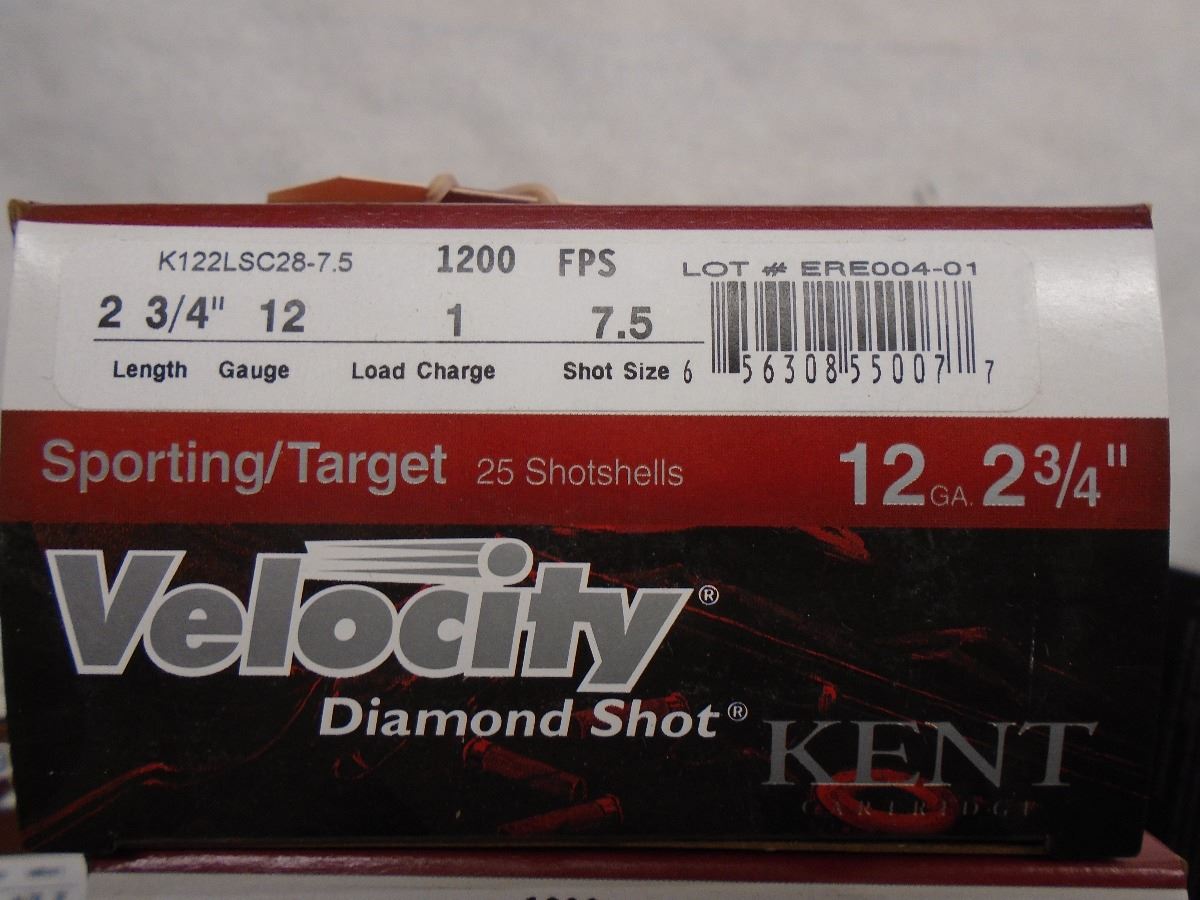 K122LSC28-7.5 1200 FPS LOT # ERE004-01
2 3/4" 12 1 7.5
Length Gauge Load Charge Shot Size 6 56308 55007 7
Sporting/Target 25 Shotshells 12 GA. 2 3/4"
Velocity®
Diamond Shot®
KENT
CARTRIDGE